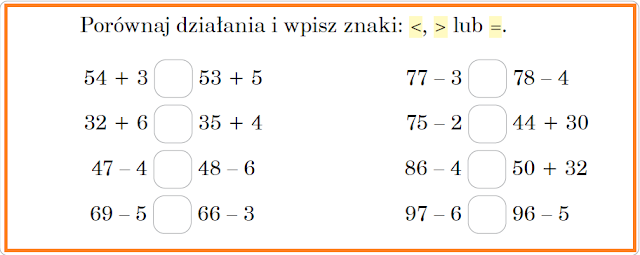 Porównaj działania i wpisz znaki: <, > lub =.
54 + 3 53 + 5 77 – 3 78 – 4
32 + 6 35 + 4 75 – 2 44 + 30
47 – 4 48 – 6 86 – 4 50 + 32
69 – 5 66 – 3 97 – 6 96 – 5